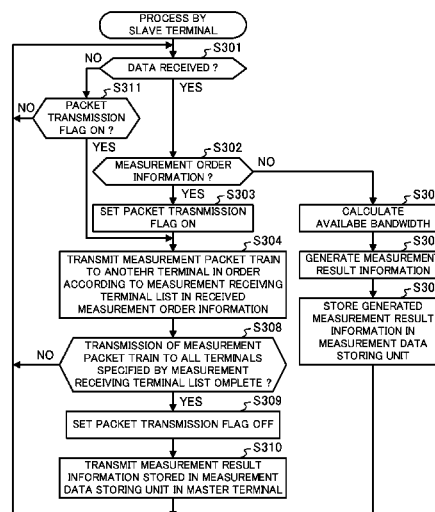 PROCESS BY
SLAVE TERMINAL
S301
DATA RECEIVED ?
NO
YES
S311
PACKET
TRANSMISSION
FLAG ON ?
NO
YES
S302
MEASUREMENT ORDER
INFORMATION ?
NO
YES
S303
SET PACKET TRASNMISSION
FLAG ON
S304
TRANSMIT MEASUREMENT PACKET TRAIN
TO ANOTEHR TERMINAL IN ORDER
ACCORDING TO MEASUREMENT RECEIVING
TERMINAL LIST IN RECEIVED
MEASUREMENT ORDER INFORMATION
S30
CALCULATE
AVAILABE BANDWIDTH
S30
GENERATE MEASUREMENT
RESULT INFORMATION
S30
STORE GENERATED
MEASUREMENT RESULT
INFORMATION IN
MEASUREMENT DATA
STORING UNIT
S308
TRANSMISSION OF MEASUREMENT
PACKET TRAIN TO ALL TERMINALS
SPECIFIED BY MEASUREMENT
RECEIVING TERMINAL LIST OMPLETE ?
NO
YES
S309
SET PACKET TRANSMISSION FLAG OFF
S310
TRANSMIT MEASUREMENT RESULT
INFORMATION STORED IN MEASUREMENT
DATA STORING UNIT IN MASTER TERMINAL